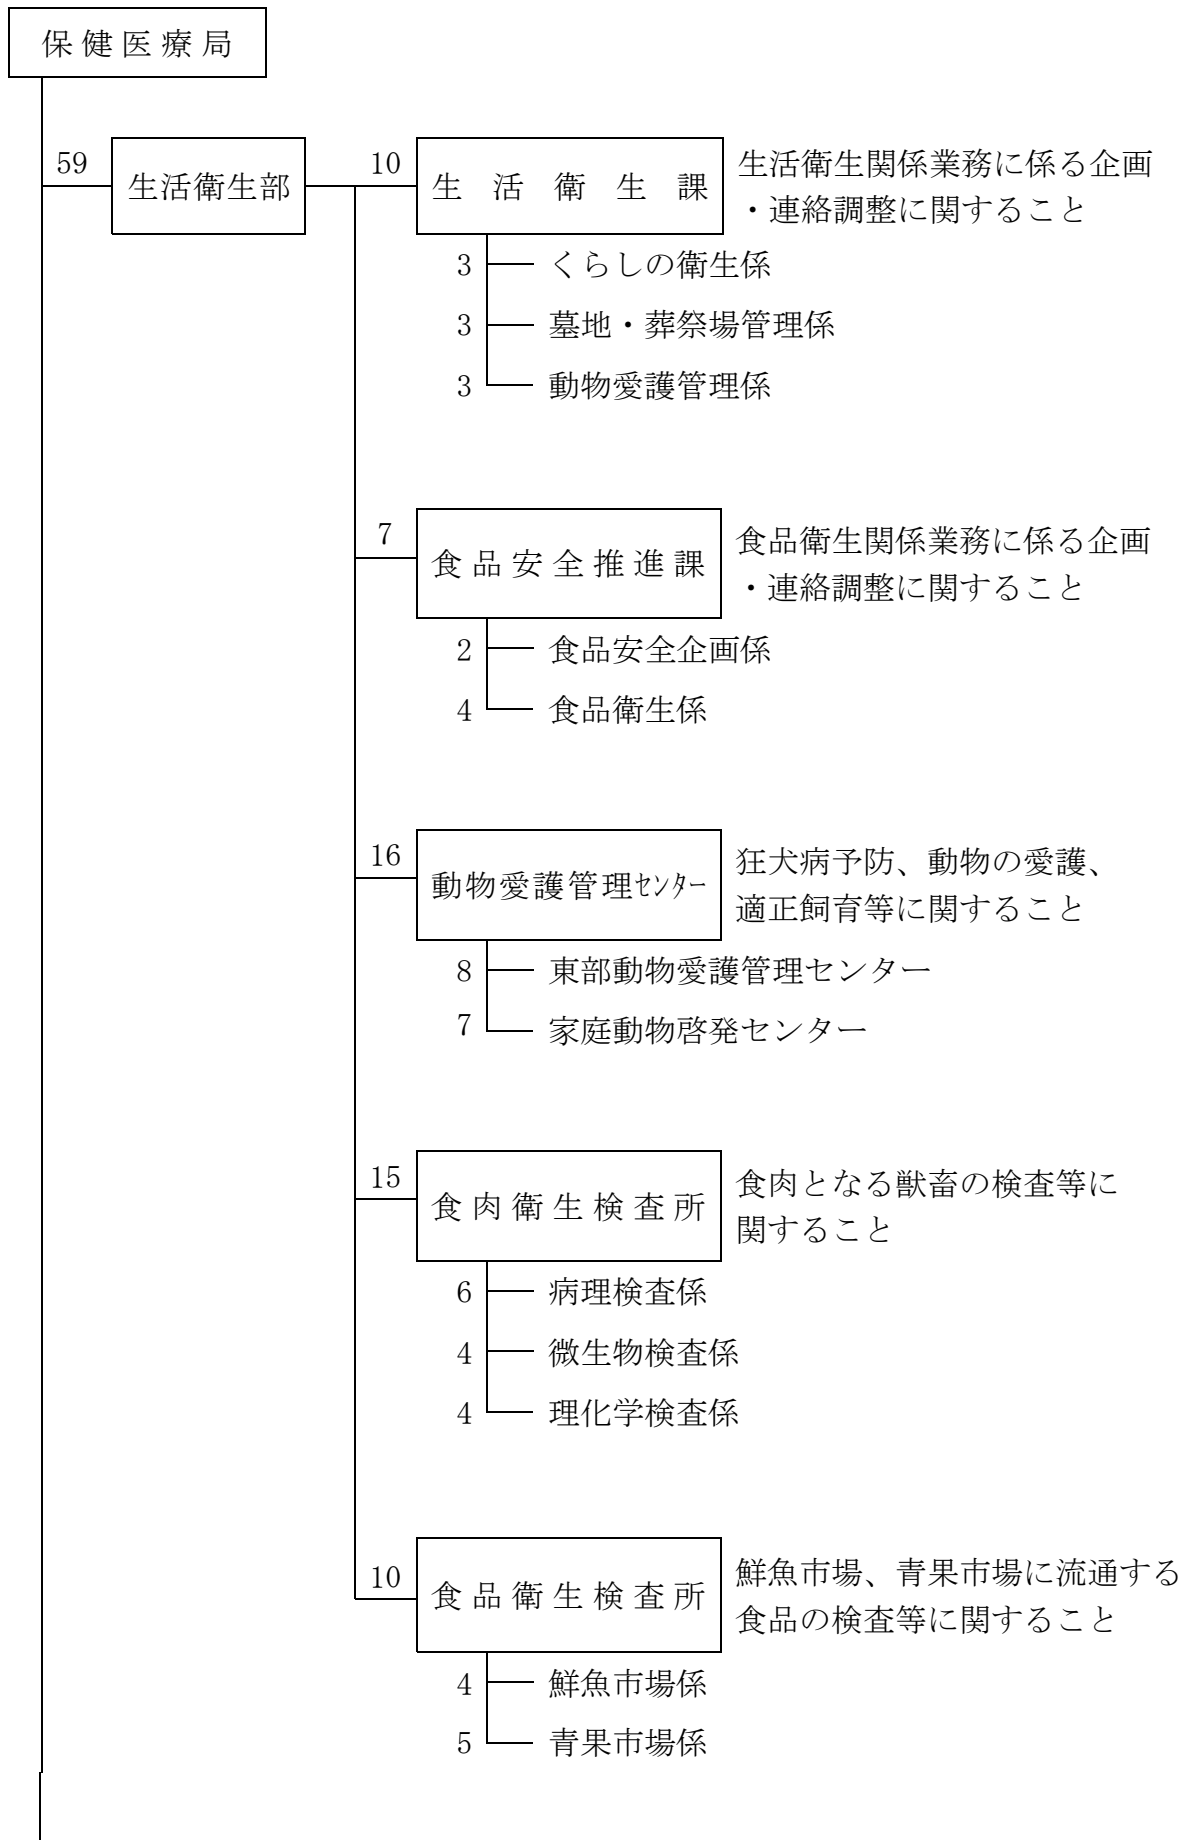 保健医療局
59 生活衛生部 10 生活衛生課 生活衛生関係業務に係る企画
・連絡調整に関すること
3 くらしの衛生係
3 墓地・葬祭場管理係
3 動物愛護管理係
7 食品安全推進課 食品衛生関係業務に係る企画
・連絡調整に関すること
2 食品安全企画係
4 食品衛生係
16 動物愛護管理ｾﾝﾀｰ 狂犬病予防、動物の愛護、
適正飼育等に関すること
8 東部動物愛護管理センター
7 家庭動物啓発センター
15 食肉衛生検査所 食肉となる獣畜の検査等に
関すること
6 病理検査係
4 微生物検査係
4 理化学検査係
10 食品衛生検査所 鮮魚市場、青果市場に流通する
食品の検査等に関すること
4 鮮魚市場係
5 青果市場係